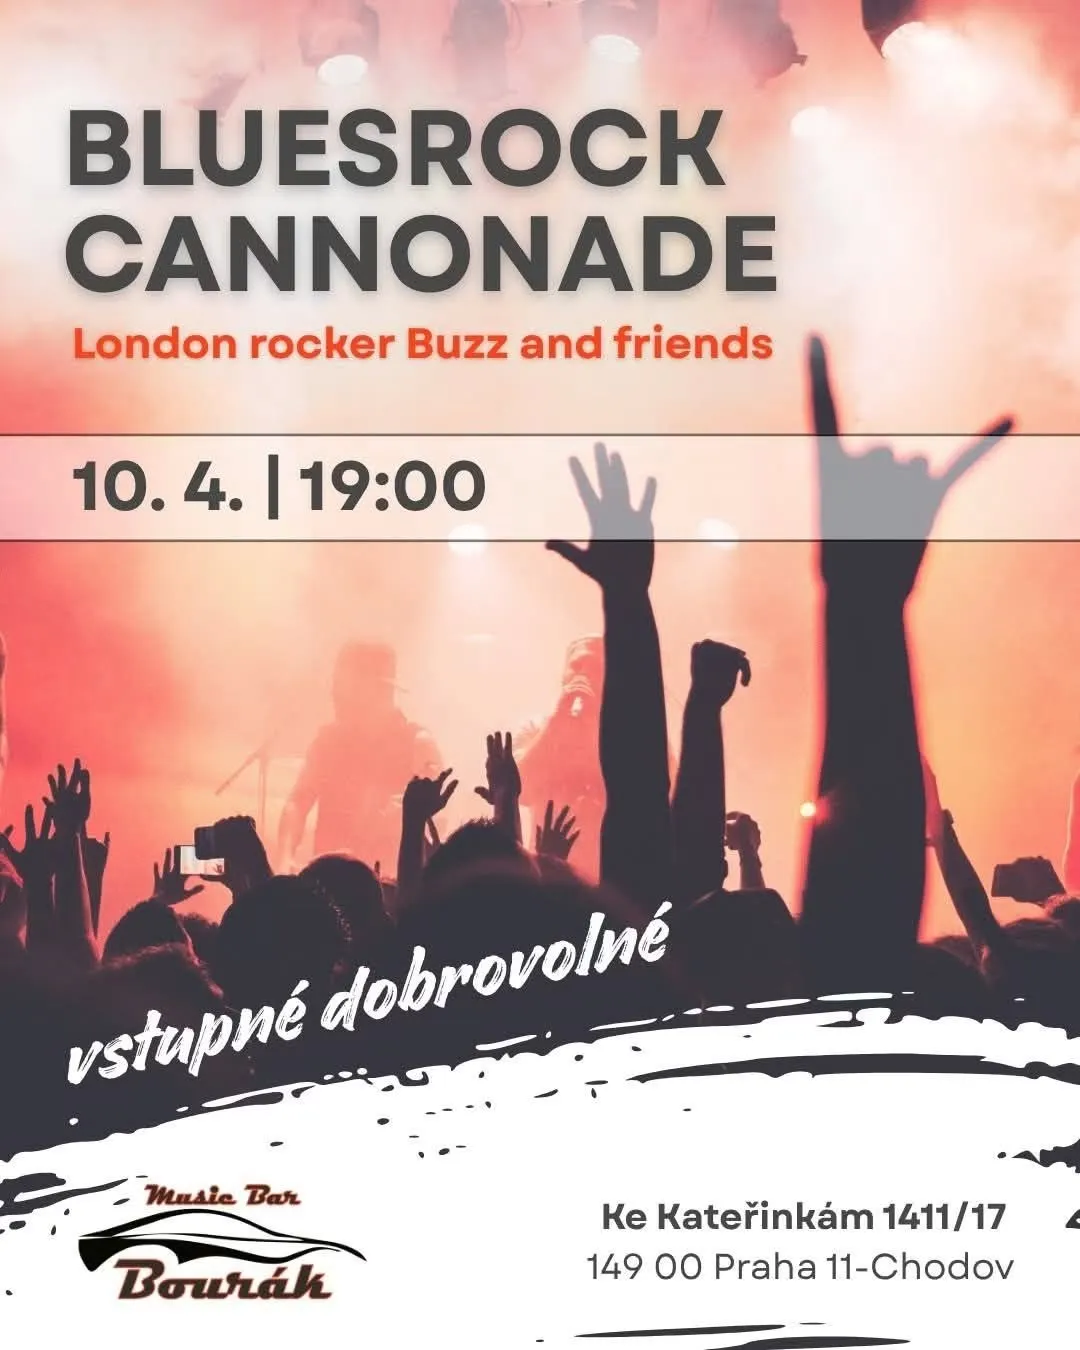 BLUESROCK
CANNONADE
London rocker Buzz and friends
10. 4. | 19:00
vstupné dobrovolné
Music Bar
Bourák
Ke Kateřinkám 1411/17
149 00 Praha 11-Chodov